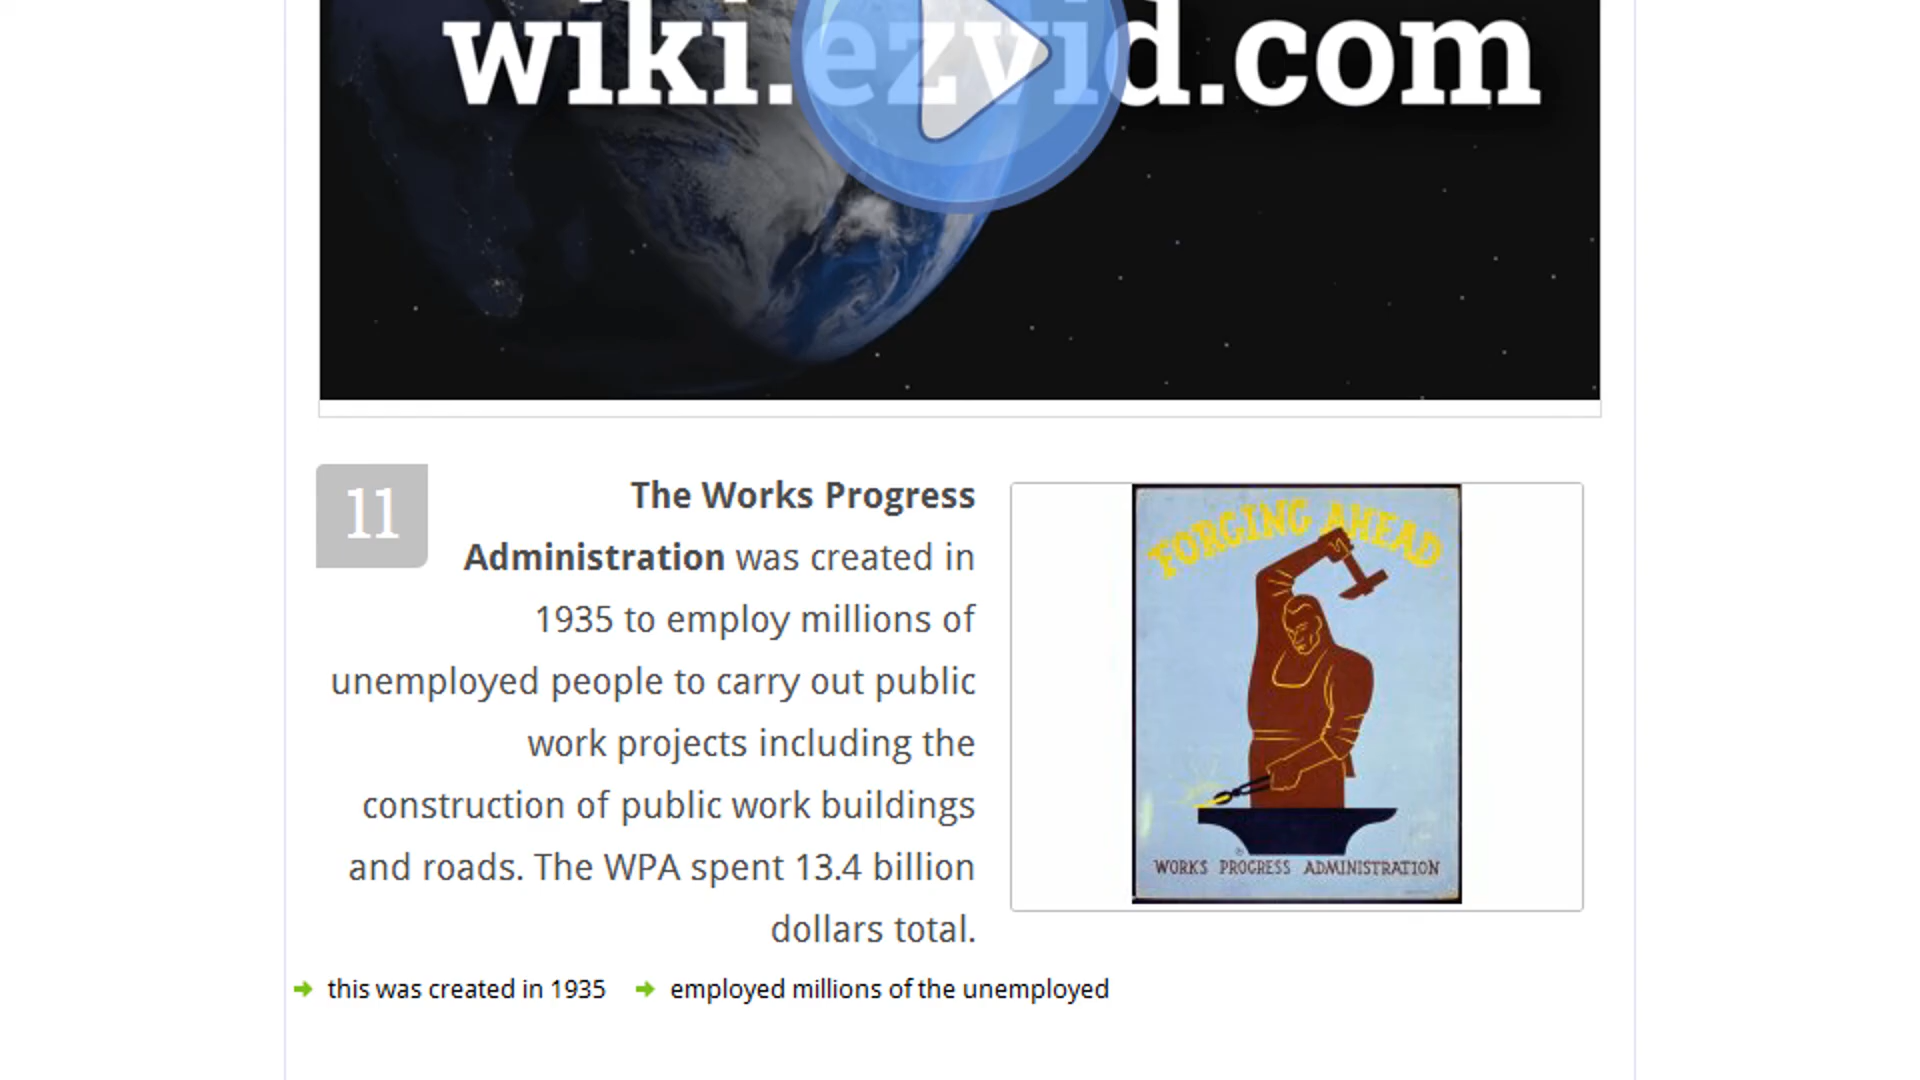 wiki.ezvid.com
11
The Works Progress
Administration was created in
1935 to employ millions of
unemployed people to carry out public
work projects including the
construction of public work buildings
and roads. The WPA spent 13.4 billion
dollars total.
FORGING AHEAD
WORKS PROGRESS ADMINISTRATION
this was created in 1935
employed millions of the unemployed